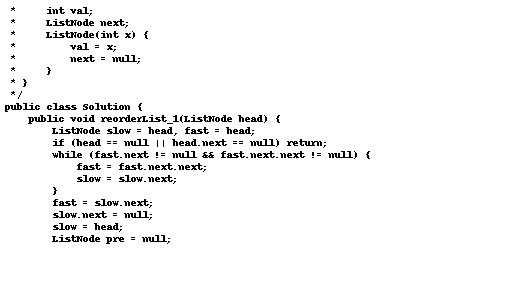 *     int val;
 *     ListNode next;
 *     ListNode(int x) {
 *         val = x;
 *         next = null;
 *     }
 * }
 */
public class Solution {
    public void reorderList_1(ListNode head) {
        ListNode slow = head, fast = head;
        if (head == null || head.next == null) return;
        while (fast.next != null && fast.next.next != null) {
            fast = fast.next.next;
            slow = slow.next;
        }
        fast = slow.next;
        slow.next = null;
        slow = head;
        ListNode pre = null;